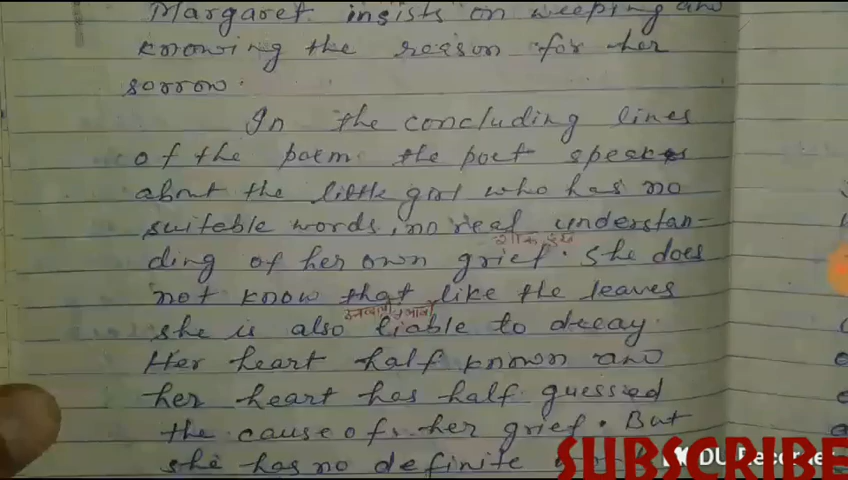 Margaret insists on weeping and
knowing the reason for her
sorrow.
In the concluding lines
of the poem the poet speaks
about the little girl who has no
suitable words, no real understan-
शोक, दुख
ding of her own grief. She does
not know that like the leaves
she is also liable to decay.
Her heart half known and
her heart has half guessed
the cause of her grief. But
she has no definite
SUBSCRIBE
DU Recorder